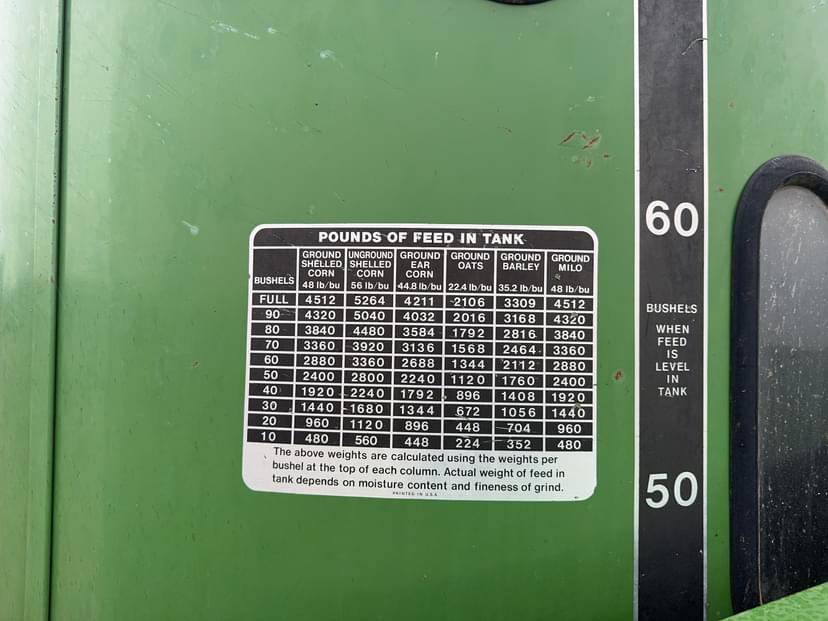 POUNDS OF FEED IN TANK
BUSHELS GROUND SHELLED CORN 48 lb/bu UNGROUND SHELLED CORN 56 lb/bu GROUND EAR CORN 44.8 lb/bu GROUND OATS 22.4 lb/bu GROUND BARLEY 35.2 lb/bu GROUND MILO 48 lb/bu
FULL 4512 5264 4211 2106 3309 4512
90 4320 5040 4032 2016 3168 4320
80 3840 4480 3584 1792 2816 3840
70 3360 3920 3136 1568 2464 3360
60 2880 3360 2688 1344 2112 2880
50 2400 2800 2240 1120 1760 2400
40 1920 2240 1792 896 1408 1920
30 1440 1680 1344 672 1056 1440
20 960 1120 896 448 704 960
10 480 560 448 224 352 480
The above weights are calculated using the weights per
bushel at the top of each column. Actual weight of feed in
tank depends on moisture content and fineness of grind.
PRINTED IN U.S.A.
60
BUSHELS
WHEN
FEED
IS
LEVEL
IN
TANK
50